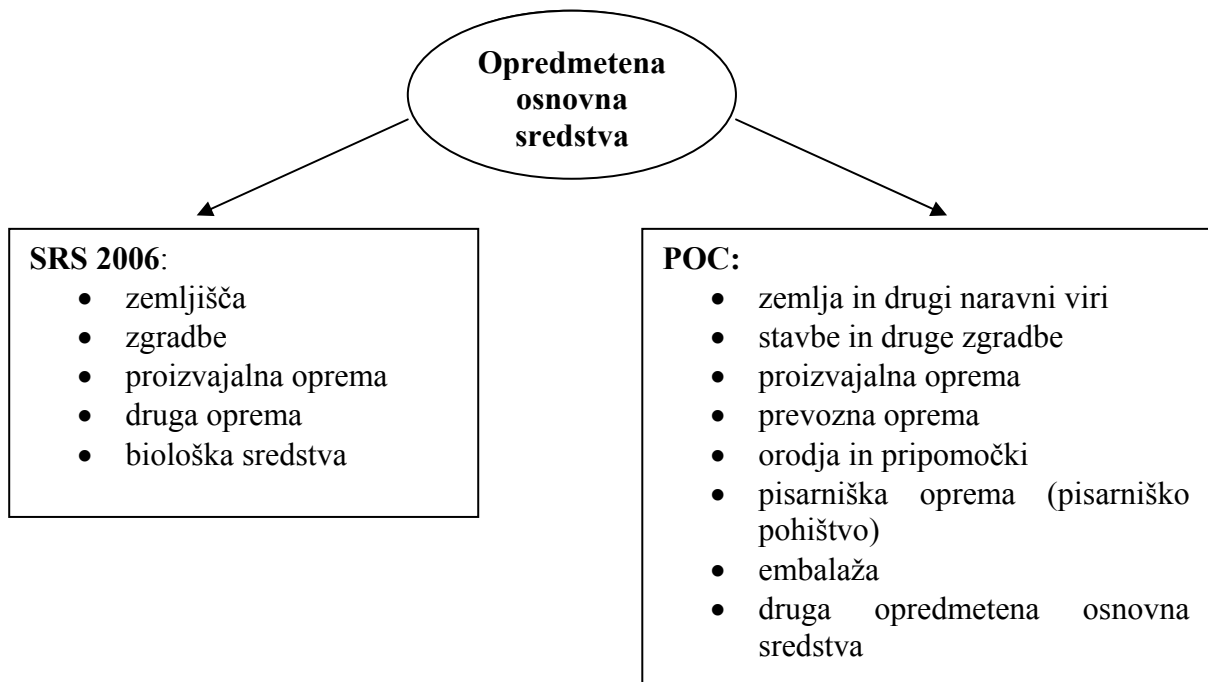 Opredmetena
osnovna
sredstva
SRS 2006:
• zemljišča
• zgradbe
• proizvajalna oprema
• druga oprema
• biološka sredstva
POC:
• zemlja in drugi naravni viri
• stavbe in druge zgradbe
• proizvajalna oprema
• prevozna oprema
• orodja in pripomočki
• pisarniška oprema (pisarniško
pohištvo)
• embalaža
• druga opredmetena osnovna
sredstva